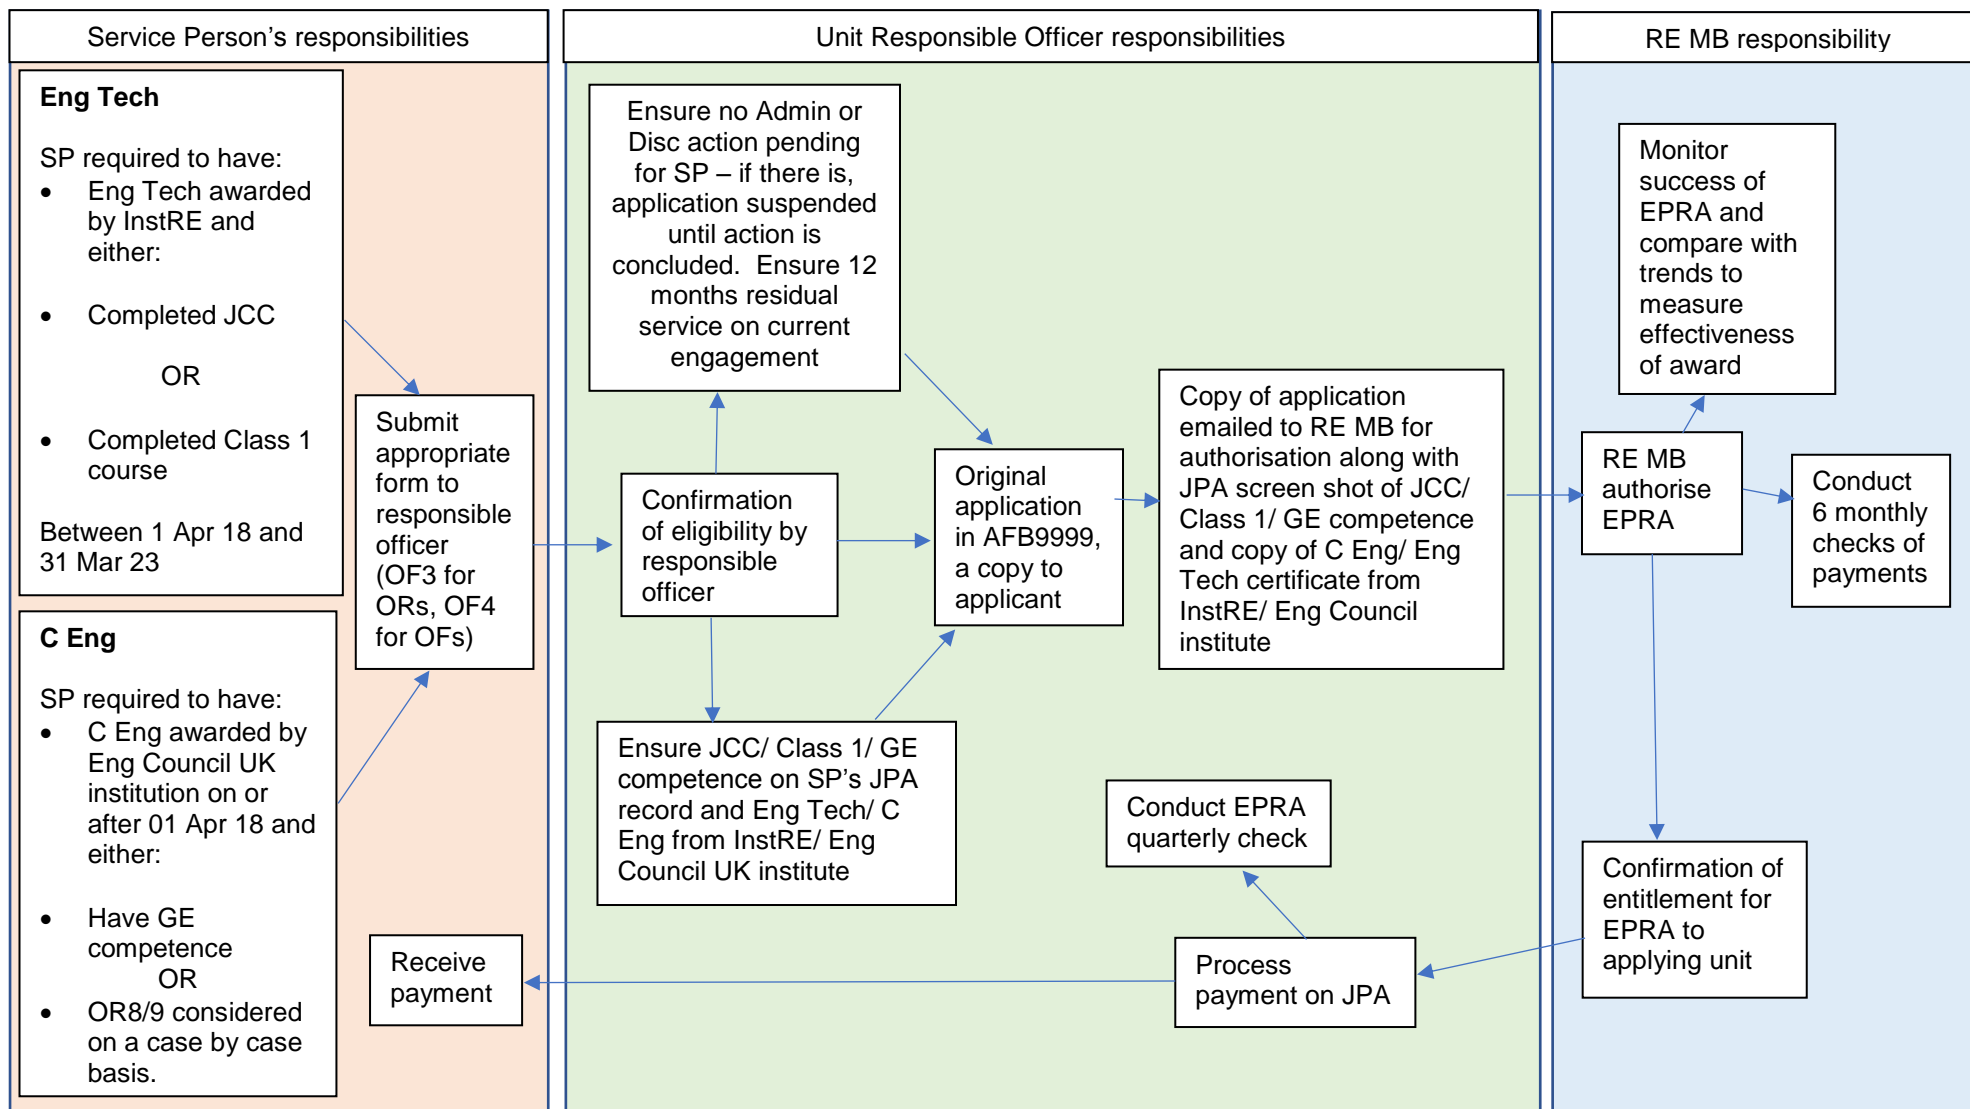 Service Person’s responsibilities
Unit Responsible Officer responsibilities
RE MB responsibility
Eng Tech
SP required to have:
• Eng Tech awarded
by InstRE and
either:
• Completed JCC
OR
• Completed Class 1
course
Between 1 Apr 18 and
31 Mar 23
C Eng
SP required to have:
• C Eng awarded by
Eng Council UK
institution on or
after 01 Apr 18 and
either:
• Have GE
competence
OR
• OR8/9 considered
on a case by case
basis.
Submit
appropriate
form to
responsible
officer
(OF3 for
ORs, OF4
for OFs)
Receive
payment
Ensure no Admin or
Disc action pending
for SP – if there is,
application suspended
until action is
concluded.  Ensure 12
months residual
service on current
engagement
Confirmation
of eligibility by
responsible
officer
Ensure JCC/ Class 1/ GE
competence on SP’s JPA
record and Eng Tech/ C
Eng from InstRE/ Eng
Council UK institute
Original
application
in AFB9999,
a copy to
applicant
Copy of application
emailed to RE MB for
authorisation along with
JPA screen shot of JCC/
Class 1/ GE competence
and copy of C Eng/ Eng
Tech certificate from
InstRE/ Eng Council
institute
Conduct EPRA
quarterly check
Process
payment on JPA
Monitor
success of
EPRA and
compare with
trends to
measure
effectiveness
of award
RE MB
authorise
EPRA
Conduct
6 monthly
checks of
payments
Confirmation of
entitlement for
EPRA to
applying unit